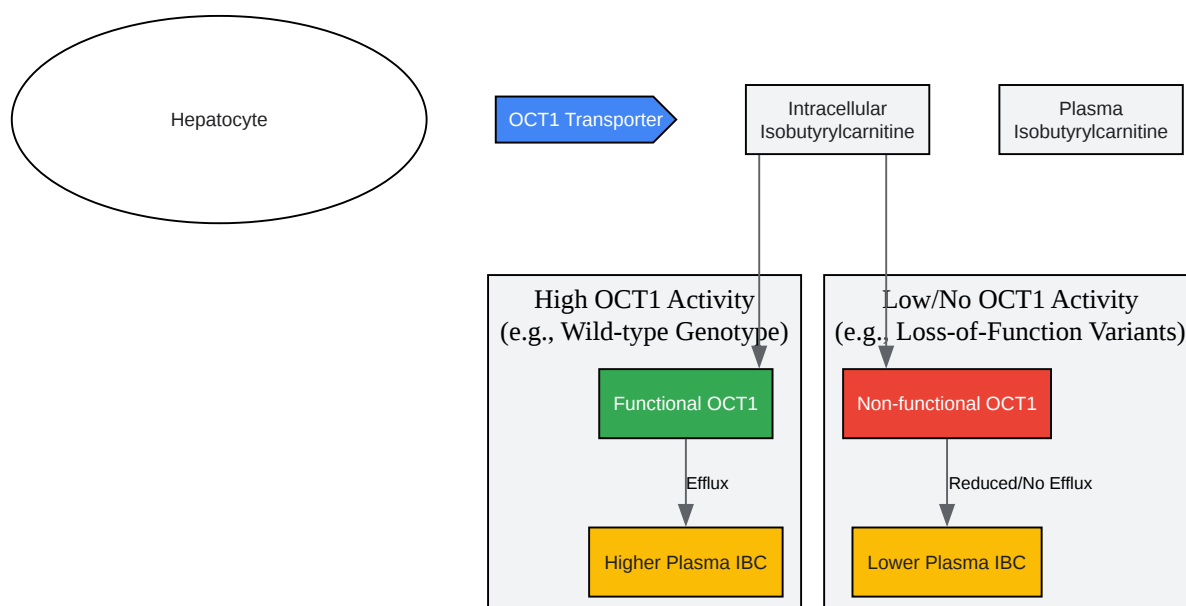 Hepatocyte
OCT1 Transporter
Intracellular
Isobutyrylcarnitine
Plasma
Isobutyrylcarnitine
High OCT1 Activity
(e.g., Wild-type Genotype)
Low/No OCT1 Activity
(e.g., Loss-of-Function Variants)
Functional OCT1
Non-functional OCT1
Efflux
Reduced/No Efflux
Higher Plasma IBC
Lower Plasma IBC